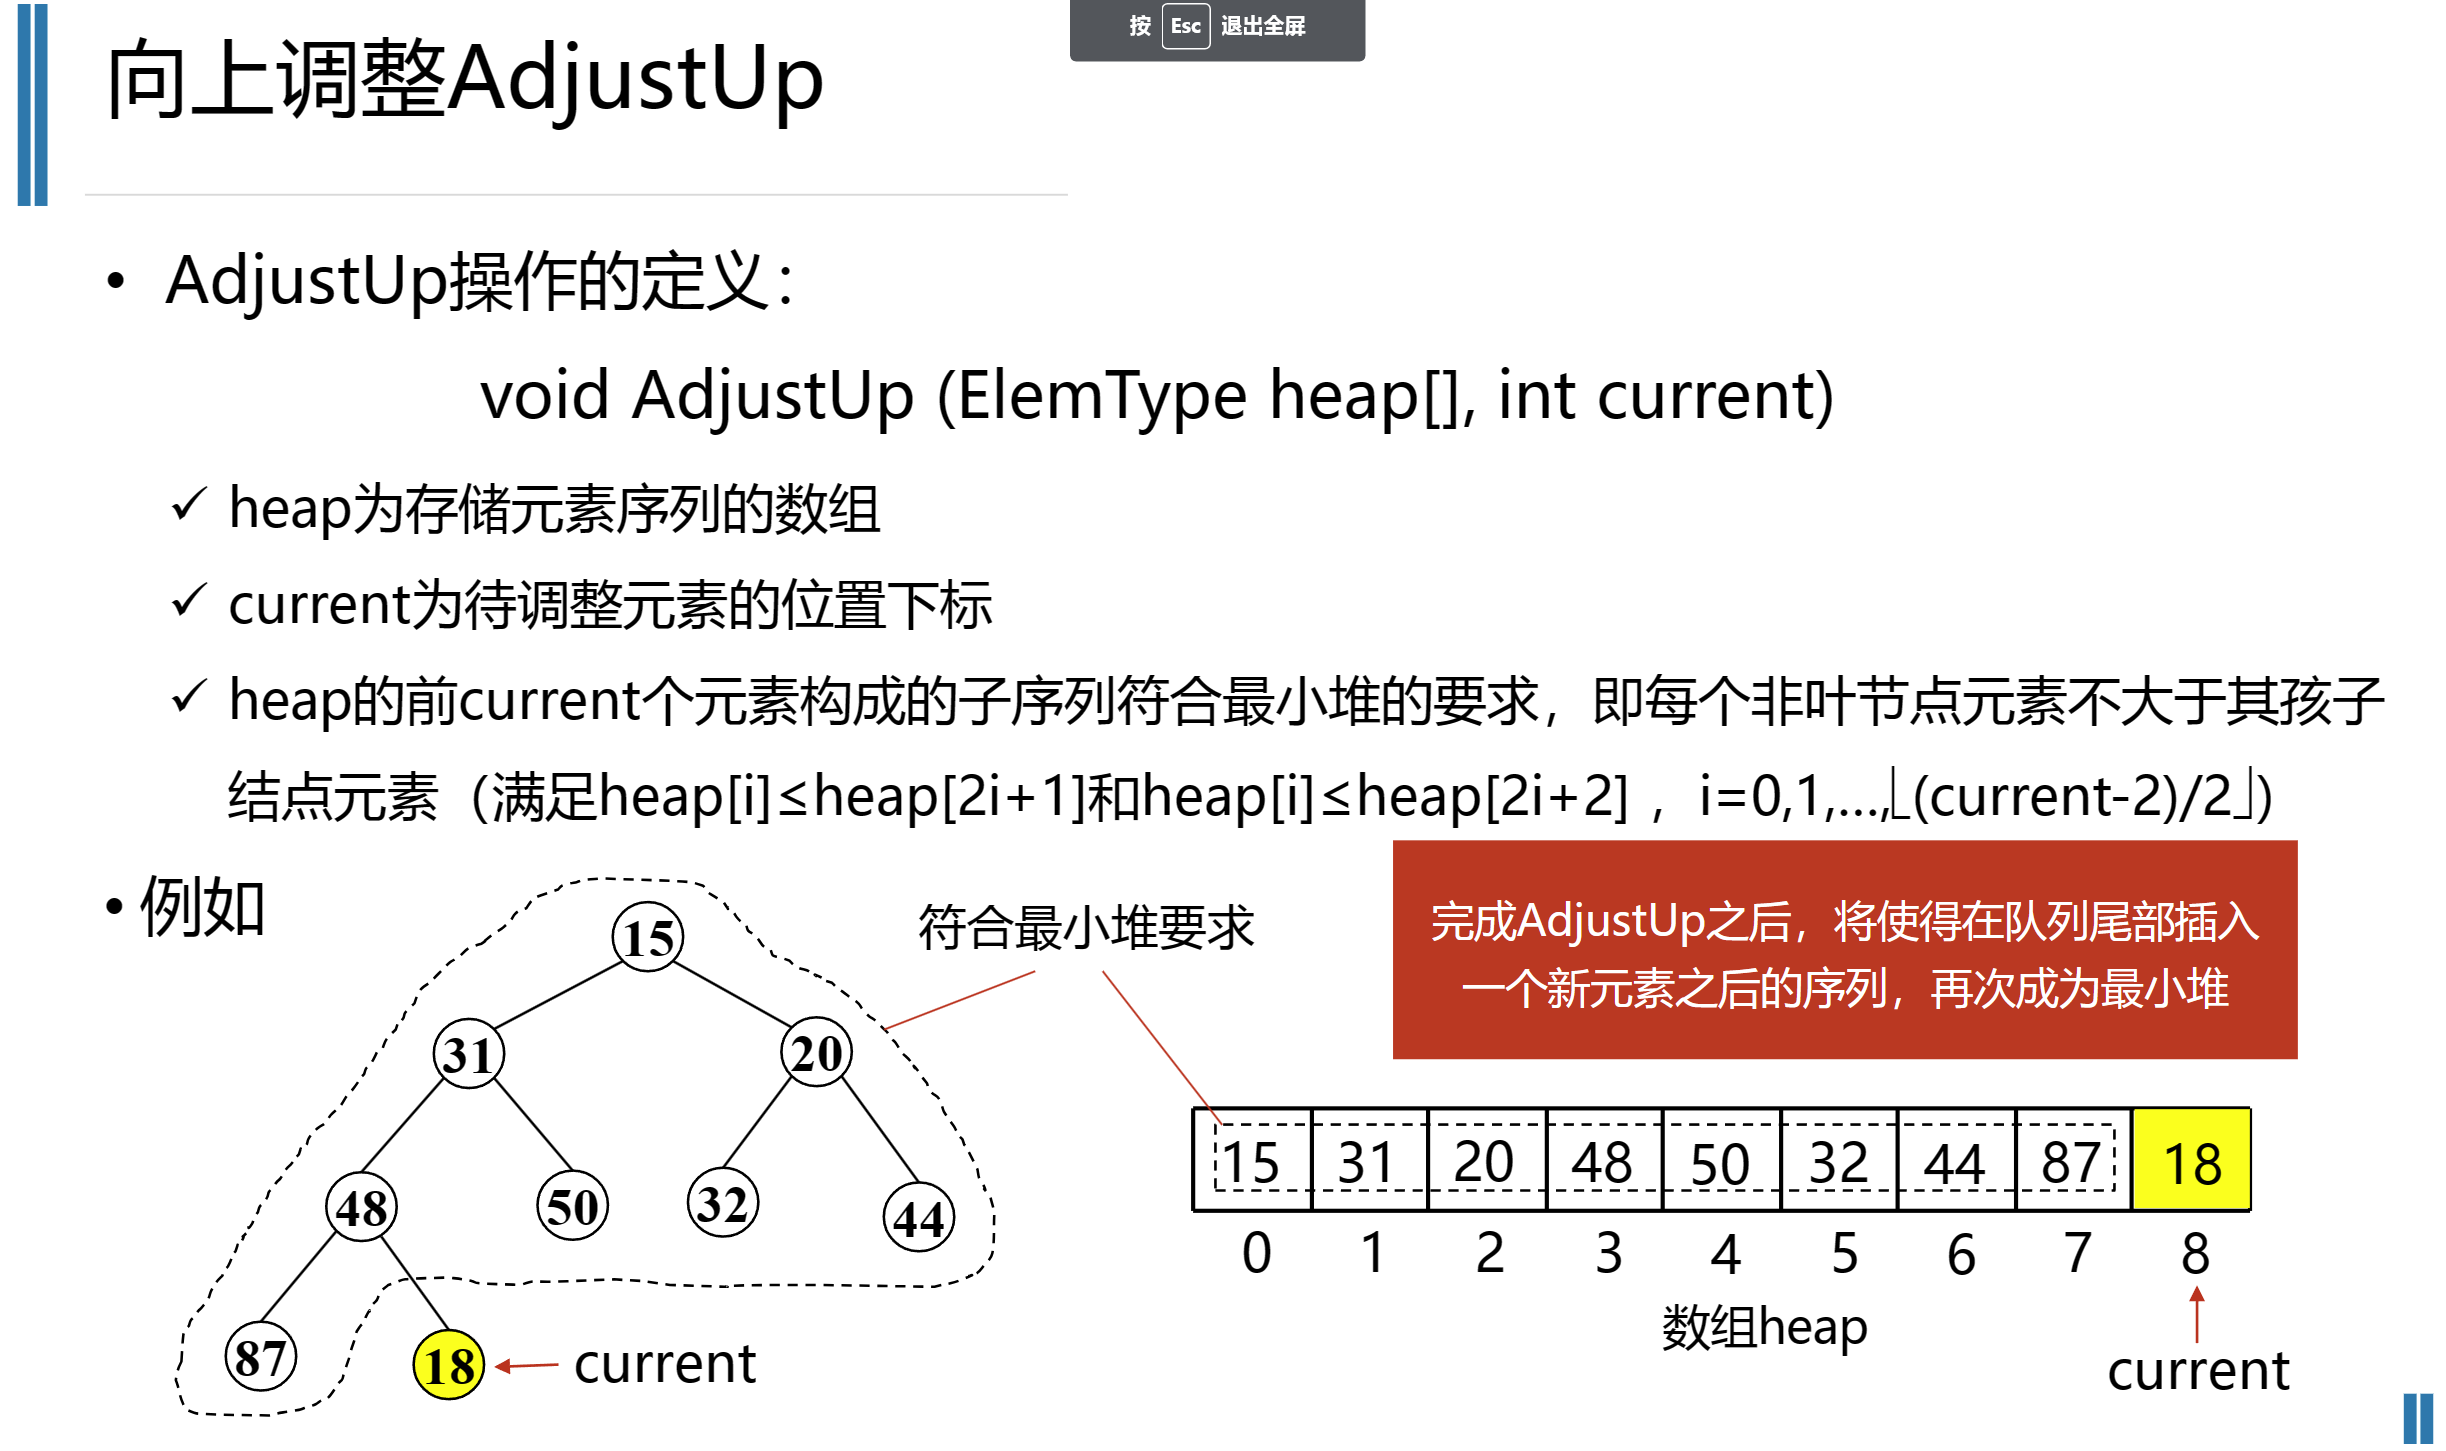 按 Esc 退出全屏
向上调整AdjustUp
• AdjustUp操作的定义：
void AdjustUp (ElemType heap[], int current)
✓ heap为存储元素序列的数组
✓ current为待调整元素的位置下标
✓ heap的前current个元素构成的子序列符合最小堆的要求，即每个非叶节点元素不大于其孩子
结点元素（满足heap[i]≤heap[2i+1]和heap[i]≤heap[2i+2] ，i=0,1,…,⌊(current-2)/2⌋)
• 例如
符合最小堆要求
完成AdjustUp之后，将使得在队列尾部插入
一个新元素之后的序列，再次成为最小堆
15
31 20
48 50 32 44
87 18 current
15 31 20 48 50 32 44 87 18
0 1 2 3 4 5 6 7 8
数组heap
current